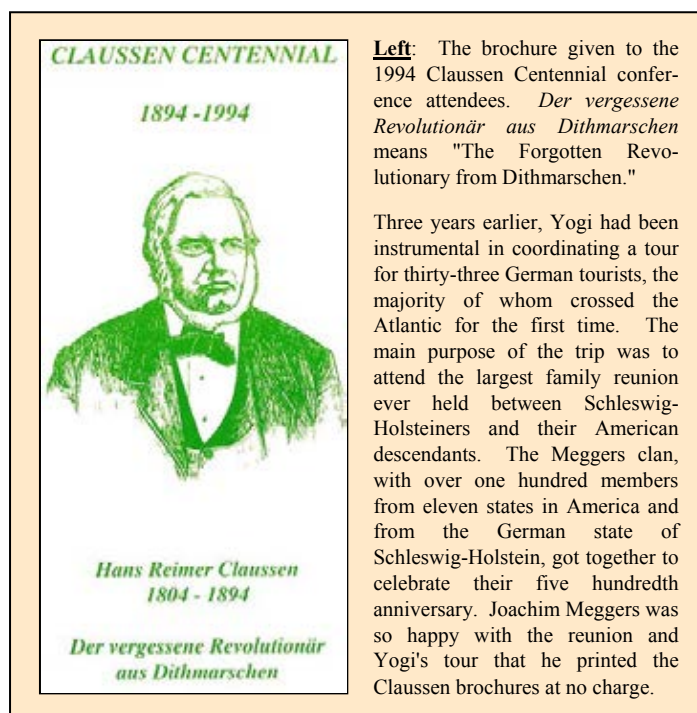 CLAUSSEN CENTENNIAL
1894 -1994
Hans Reimer Claussen
1804 - 1894
Der vergessene Revolutionär
aus Dithmarschen
Left: The brochure given to the
1994 Claussen Centennial confer-
ence attendees. Der vergessene
Revolutionär aus Dithmarschen
means "The Forgotten Revo-
lutionary from Dithmarschen."
Three years earlier, Yogi had been
instrumental in coordinating a tour
for thirty-three German tourists, the
majority of whom crossed the
Atlantic for the first time. The
main purpose of the trip was to
attend the largest family reunion
ever held between Schleswig-
Holsteiners and their American
descendants. The Meggers clan,
with over one hundred members
from eleven states in America and
from the German state of
Schleswig-Holstein, got together to
celebrate their five hundredth
anniversary. Joachim Meggers was
so happy with the reunion and
Yogi's tour that he printed the
Claussen brochures at no charge.